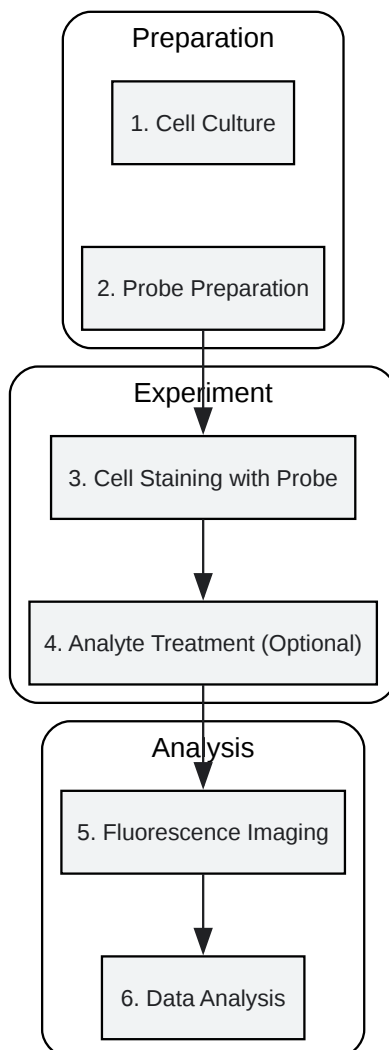 Preparation
1. Cell Culture
2. Probe Preparation
Experiment
3. Cell Staining with Probe
4. Analyte Treatment (Optional)
Analysis
5. Fluorescence Imaging
6. Data Analysis